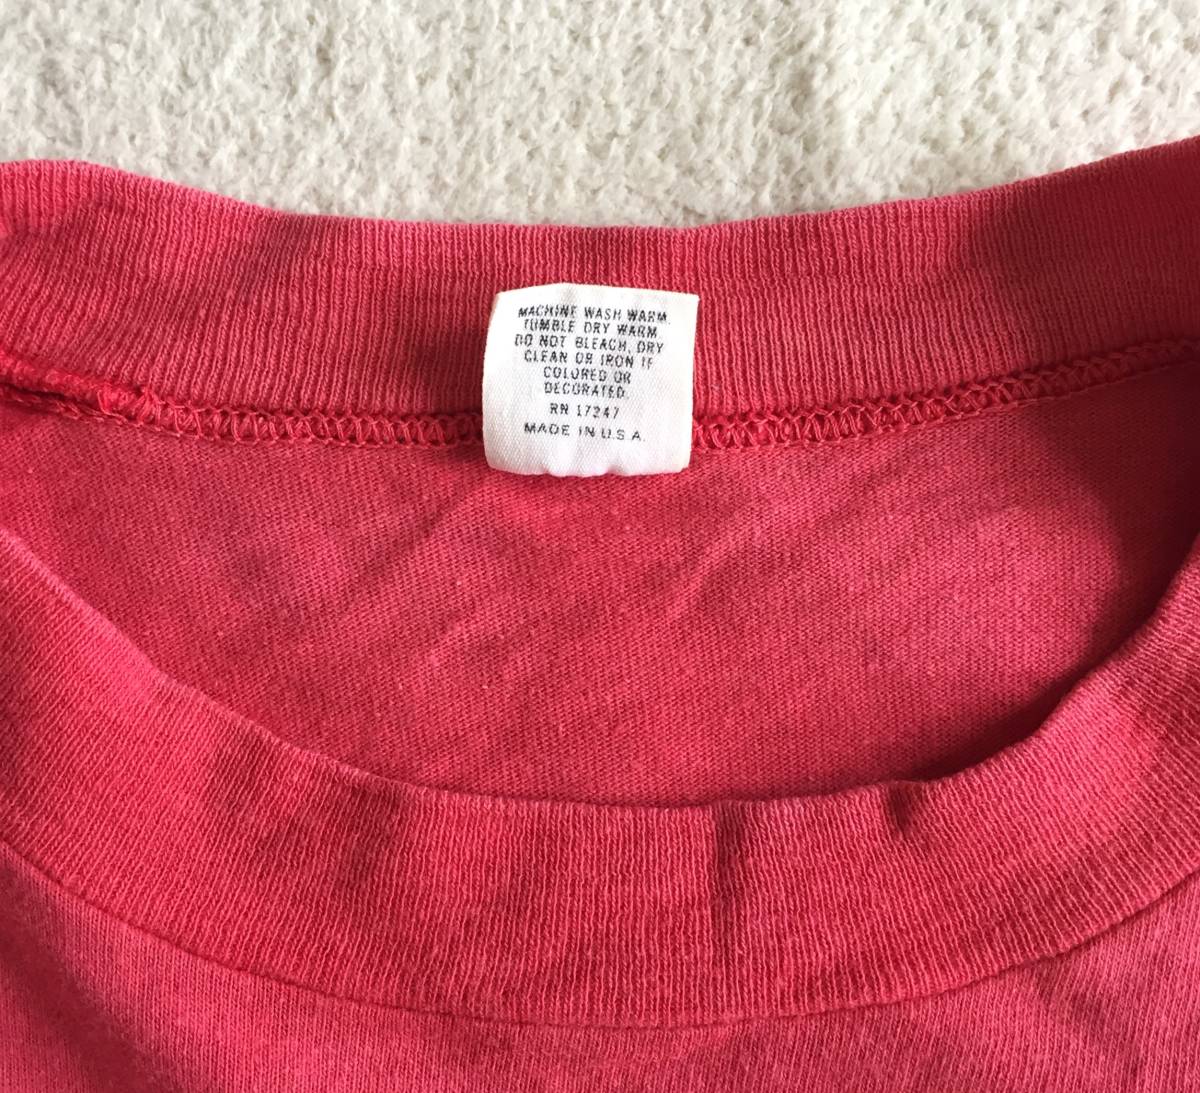 MACHINE WASH WARM.
TUMBLE DRY WARM.
DO NOT BLEACH, DRY
CLEAN OR IRON IF
COLORED OR
DECORATED.
RN 17247
MADE IN U.S.A.